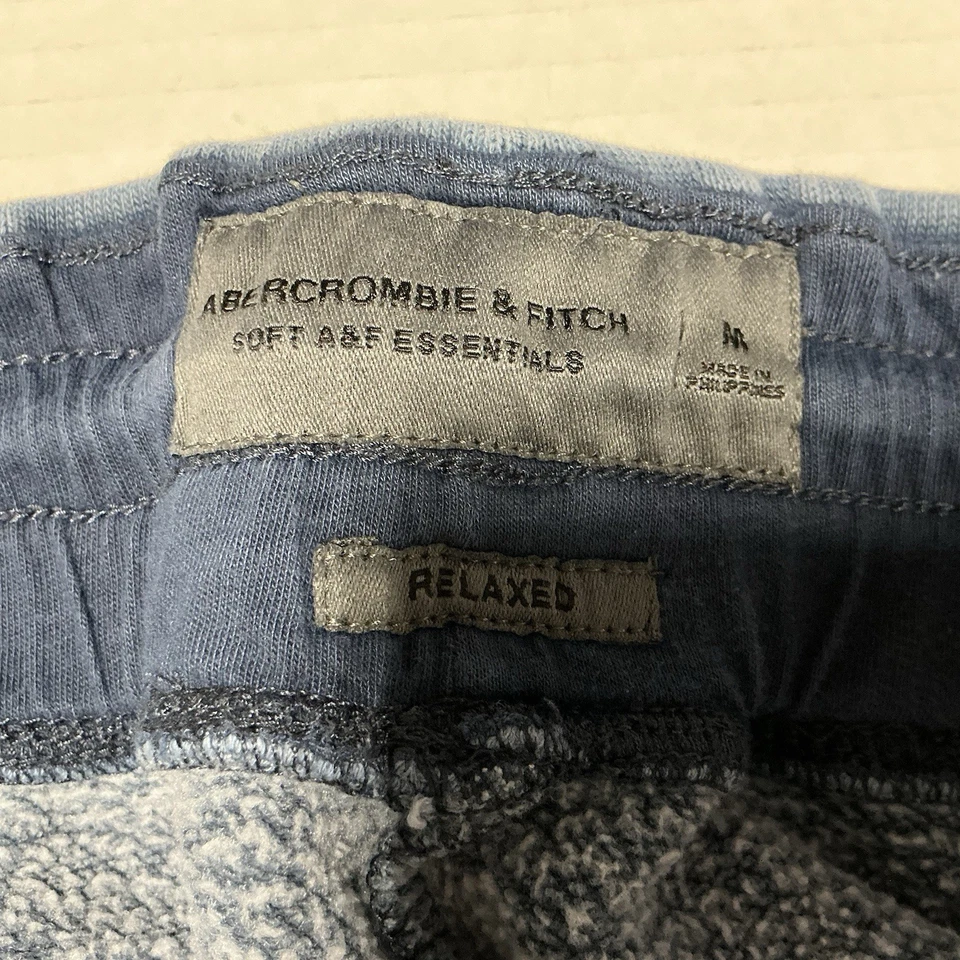 ABERCROMBIE & FITCH
SOFT A&F ESSENTIALS
M
MADE IN
PHILIPPINES
RELAXED